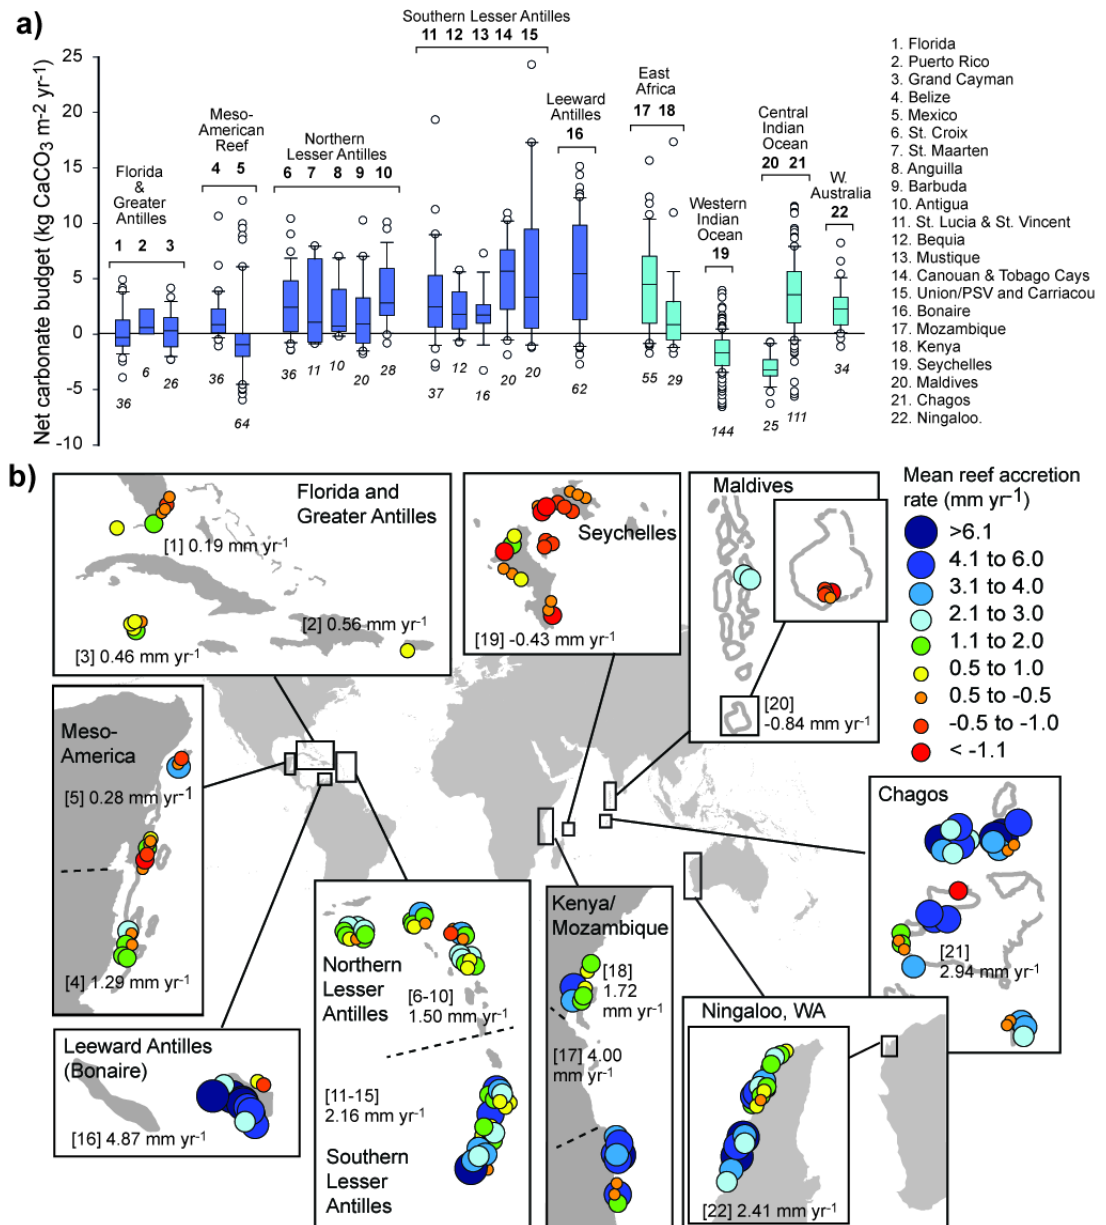 a)
Net carbonate budget (kg CaCO3 m-2 yr-1)
25
20
15
10
5
0
-5
-10
Florida
&
Greater
Antilles
1 2 3
Meso-
American
Reef
4 5
Northern
Lesser Antilles
6 7 8 9 10
Southern Lesser Antilles
11 12 13 14 15
Leeward
Antilles
16
East
Africa
17 18
Western
Indian
Ocean
19
Central
Indian
Ocean
20 21
W.
Australia
22
36
6
26
36
64
36
11
10
20
28
37
12
16
20
20
62
55
29
144
25
111
34
1. Florida
2. Puerto Rico
3. Grand Cayman
4. Belize
5. Mexico
6. St. Croix
7. St. Maarten
8. Anguilla
9. Barbuda
10. Antigua
11. St. Lucia & St. Vincent
12. Bequia
13. Mustique
14. Canouan & Tobago Cays
15. Union/PSV and Carriacou
16. Bonaire
17. Mozambique
18. Kenya
19. Seychelles
20. Maldives
21. Chagos
22. Ningaloo.
b)
Florida and
Greater Antilles
[1] 0.19 mm yr-1
[2] 0.56 mm yr-1
[3] 0.46 mm yr-1
Seychelles
[19] -0.43 mm yr-1
Maldives
[20]
-0.84 mm yr-1
Mean reef accretion
rate (mm yr-1)
>6.1
4.1 to 6.0
3.1 to 4.0
2.1 to 3.0
1.1 to 2.0
0.5 to 1.0
0.5 to -0.5
-0.5 to -1.0
< -1.1
Meso-
America
[5] 0.28 mm yr-1
[4] 1.29 mm yr-1
Leeward Antilles
(Bonaire)
[16] 4.87 mm yr-1
Northern
Lesser
Antilles
[6-10]
1.50 mm yr-1
[11-15]
2.16 mm yr-1
Southern
Lesser
Antilles
Kenya/
Mozambique
[18]
1.72
mm yr-1
[17] 4.00
mm yr-1
Chagos
[21]
2.94 mm yr-1
Ningaloo, WA
[22] 2.41 mm yr-1